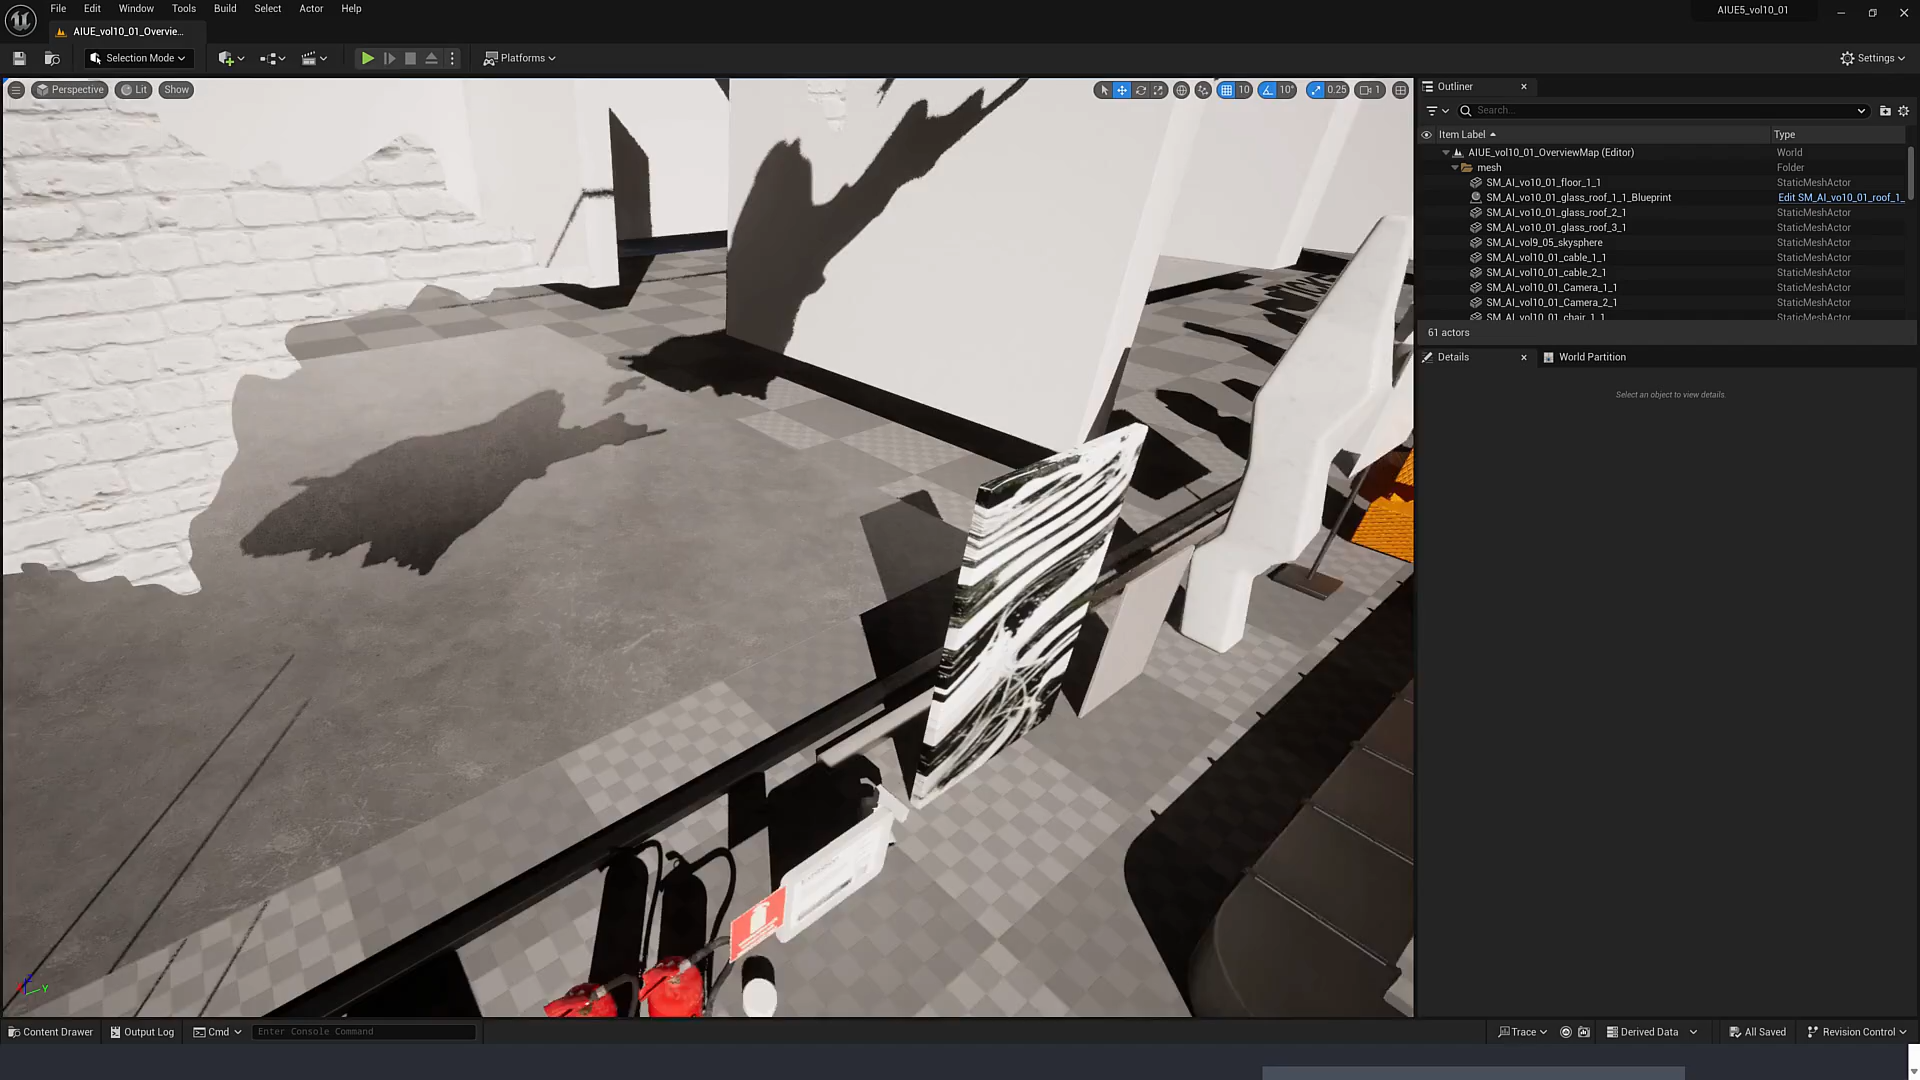 File Edit Window Tools Build Select Actor Help
AIUE5_vol10_01
AIUE_vol10_01_Overvie...
Selection Mode
Platforms
Settings
Perspective
Lit
Show
10
10°
0.25
1
Outliner
Search...
Item Label
Type
AIUE_vol10_01_OverviewMap (Editor)
World
mesh
Folder
SM_AI_vo10_01_floor_1_1
StaticMeshActor
SM_AI_vo10_01_glass_roof_1_1_Blueprint
Edit SM_AI_vo10_01_roof_1_
SM_AI_vo10_01_glass_roof_2_1
StaticMeshActor
SM_AI_vo10_01_glass_roof_3_1
StaticMeshActor
SM_AI_vol9_05_skysphere
StaticMeshActor
SM_AI_vol10_01_cable_1_1
StaticMeshActor
SM_AI_vol10_01_cable_2_1
StaticMeshActor
SM_AI_vol10_01_Camera_1_1
StaticMeshActor
SM_AI_vol10_01_Camera_2_1
StaticMeshActor
SM_AI_vol10_01_chair_1_1
StaticMeshActor
61 actors
Details
World Partition
Select an object to view details.
Content Drawer
Output Log
Cmd
Enter Console Command
Trace
Derived Data
All Saved
Revision Control